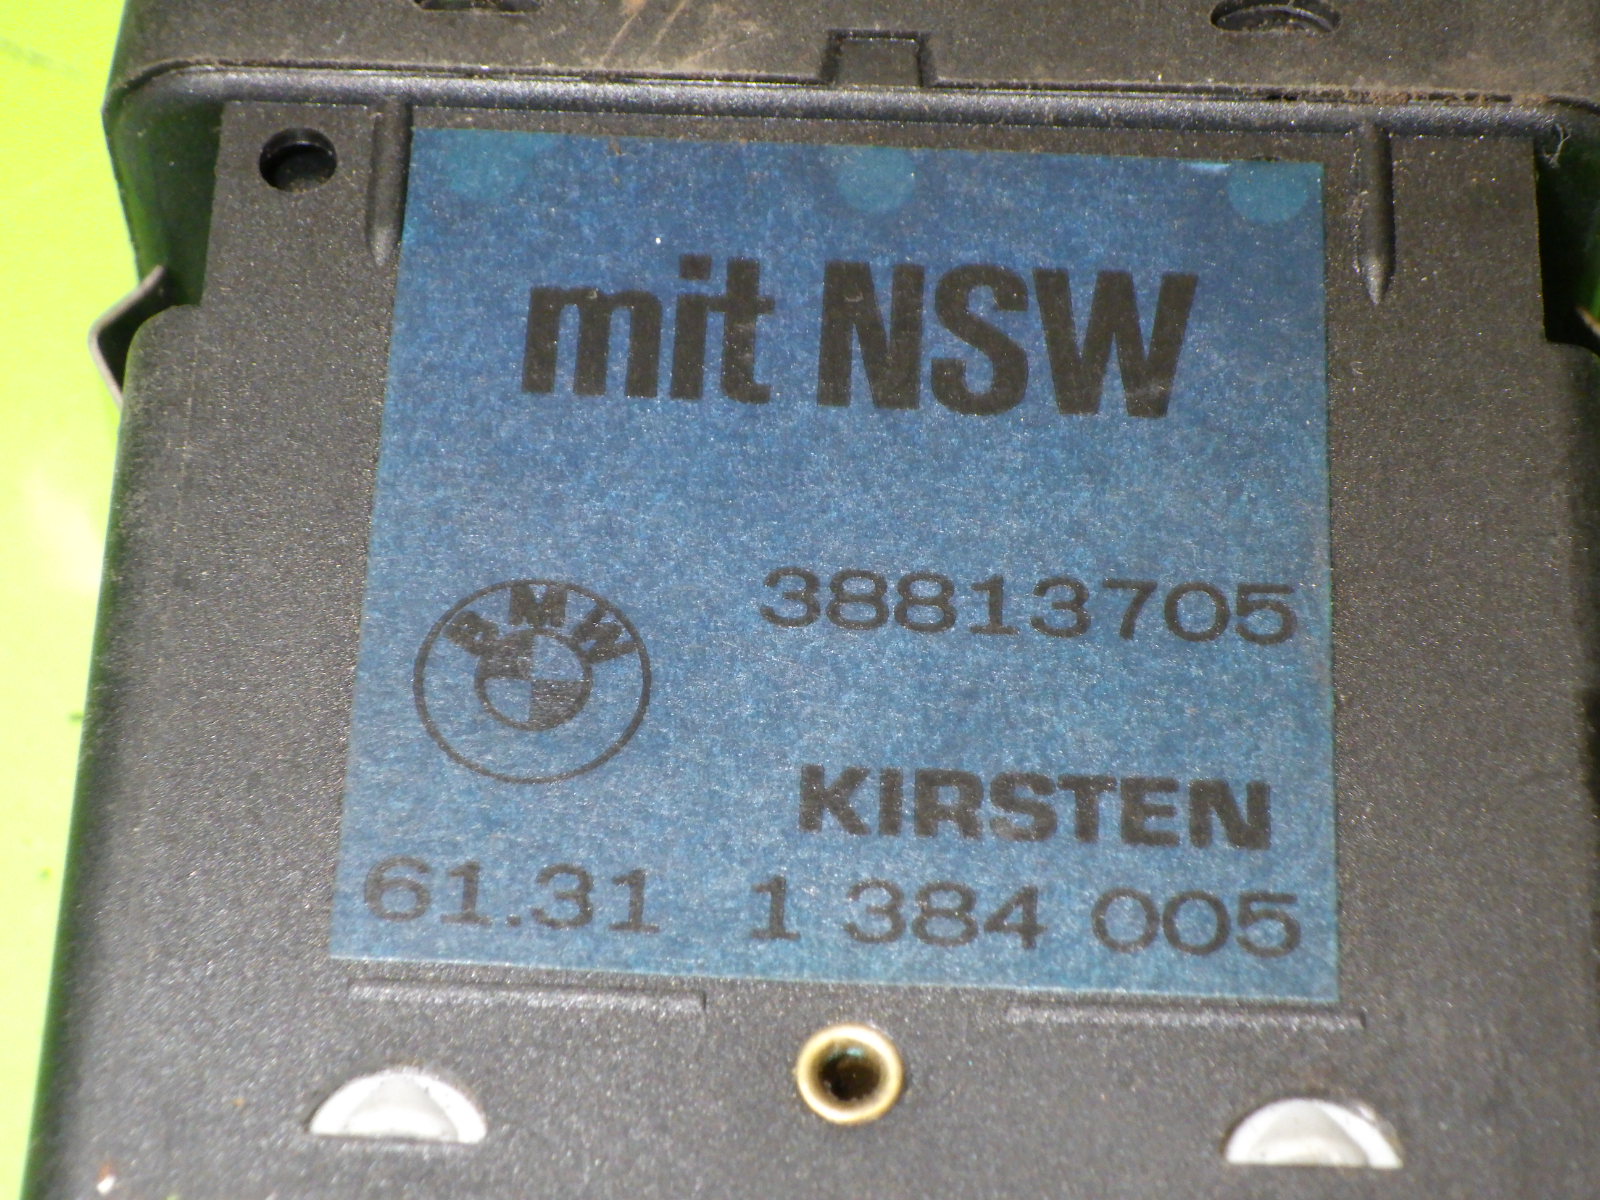 mit NSW
38813705
BMW
KIRSTEN
61.31 1 384 005